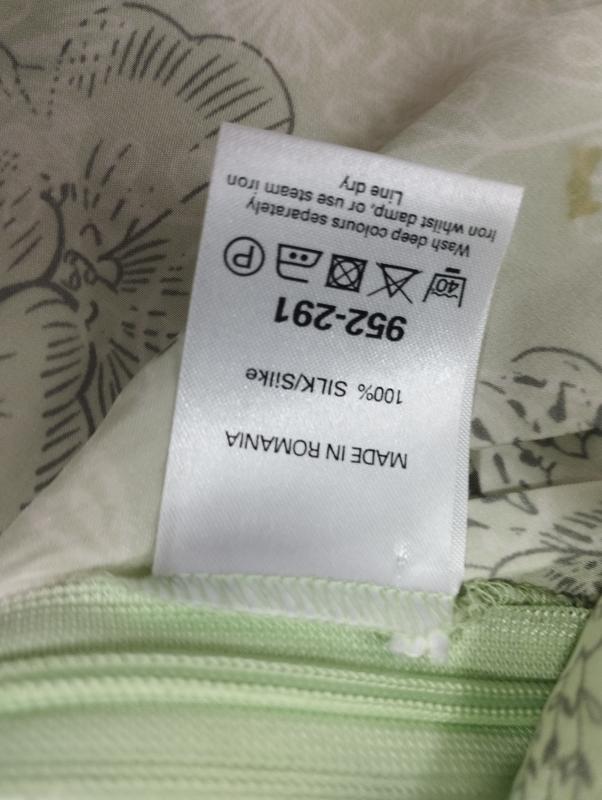 MADE IN ROMANIA
100% SILK/Silke
952-291
40
P
Wash deep colours separately
Iron whilst damp, or use steam iron
Line dry